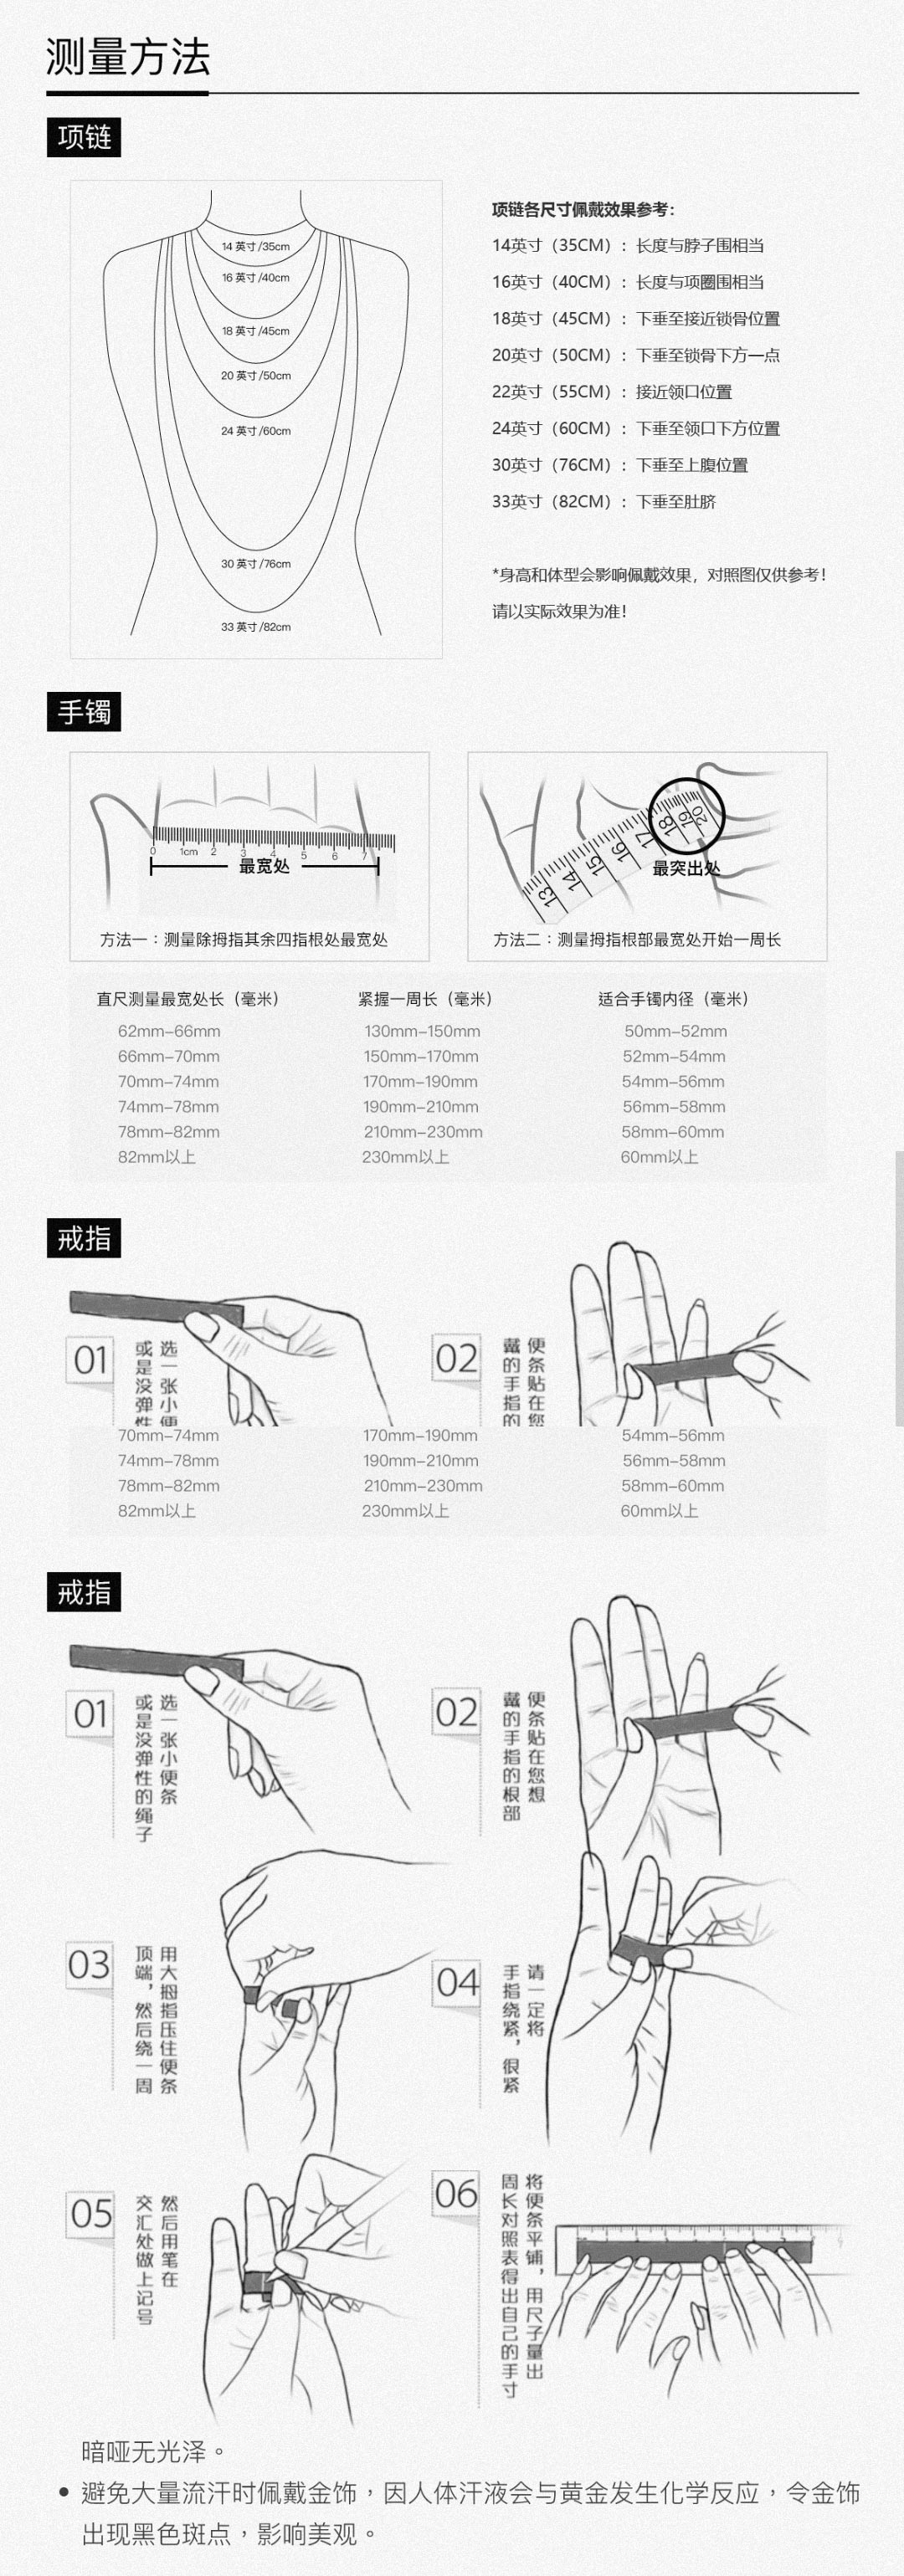 测量方法
项链
14 英寸/35cm
16 英寸/40cm
18 英寸/45cm
20 英寸/50cm
24 英寸/60cm
30 英寸/76cm
33 英寸/82cm
项链各尺寸佩戴效果参考：
14英寸（35CM）：长度与脖子围相当
16英寸（40CM）：长度与项圈围相当
18英寸（45CM）：下垂至接近锁骨位置
20英寸（50CM）：下垂至锁骨下方一点
22英寸（55CM）：接近领口位置
24英寸（60CM）：下垂至领口下方位置
30英寸（76CM）：下垂至上腹位置
33英寸（82CM）：下垂至肚脐
*身高和体型会影响佩戴效果，对照图仅供参考！
请以实际效果为准！
手镯
0 1cm 2 3 4 5 6 7
最宽处
方法一：测量除拇指其余四指根处最宽处
13 14 15 16 17 18 19 20
最突出处
方法二：测量拇指根部最宽处开始一周长
直尺测量最宽处长（毫米） 紧握一周长（毫米） 适合手镯内径（毫米）
62mm–66mm 130mm–150mm 50mm–52mm
66mm–70mm 150mm–170mm 52mm–54mm
70mm–74mm 170mm–190mm 54mm–56mm
74mm–78mm 190mm–210mm 56mm–58mm
78mm–82mm 210mm–230mm 58mm–60mm
82mm以上 230mm以上 60mm以上
戒指
01
选一张小便
或是没弹性
02
便条贴在您
戴的手指的
70mm–74mm 170mm–190mm 54mm–56mm
74mm–78mm 190mm–210mm 56mm–58mm
78mm–82mm 210mm–230mm 58mm–60mm
82mm以上 230mm以上 60mm以上
戒指
01
选一张小便条
或是没弹性的绳子
02
便条贴在您想
戴的手指的根部
03
用大拇指压住便条
顶端，然后绕一周
04
请一定将
手指绕紧，很紧
05
然后用笔在
交汇处做上记号
06
将便条平铺，用尺子量出
周长对照表得出自己的手寸
暗哑无光泽。
• 避免大量流汗时佩戴金饰，因人体汗液会与黄金发生化学反应，令金饰
出现黑色斑点，影响美观。